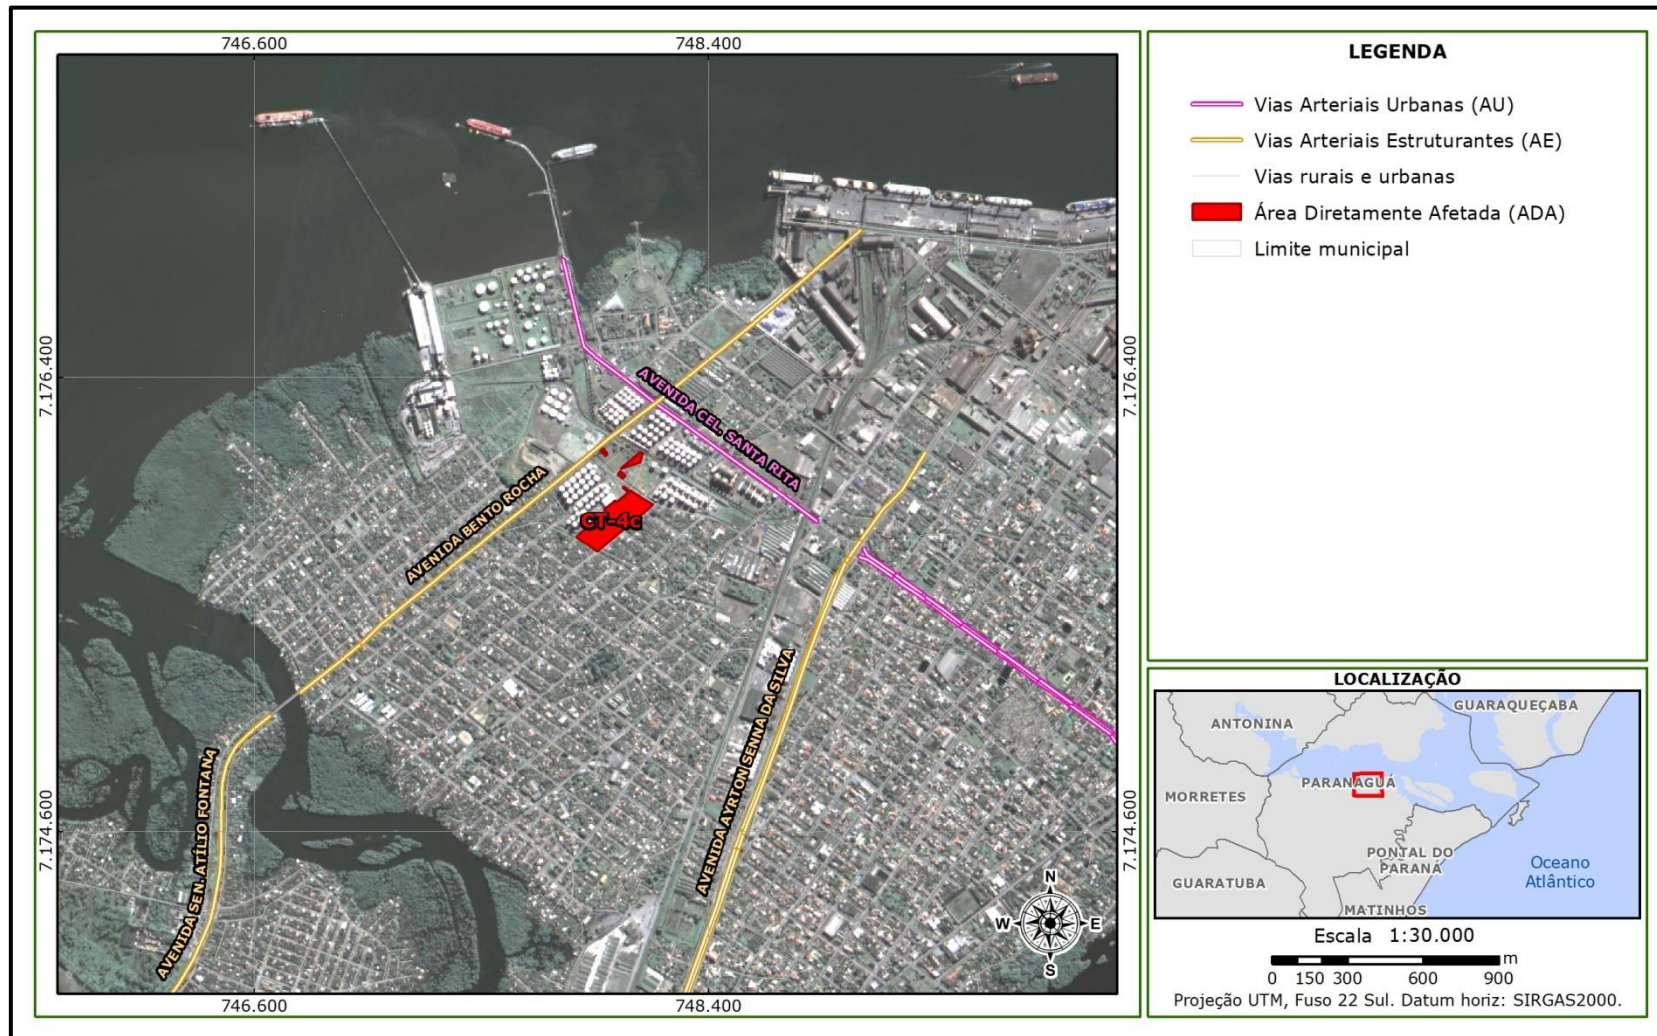 746.600
748.400
7.176.400
7.176.400
AVENIDA CEL. SANTA RITA
AVENIDA BENTO ROCHA
CT-4c
AVENIDA AYRTON SENNA DA SILVA
AVENIDA SEN. ATÍLIO FONTANA
7.174.600
7.174.600
N
W
E
S
746.600
748.400
LEGENDA
Vias Arteriais Urbanas (AU)
Vias Arteriais Estruturantes (AE)
Vias rurais e urbanas
Área Diretamente Afetada (ADA)
Limite municipal
LOCALIZAÇÃO
GUARAQUEÇABA
ANTONINA
PARANAGUÁ
MORRETES
PONTAL DO
PARANÁ
Oceano
Atlântico
GUARATUBA
MATINHOS
Escala 1:30.000
m
0 150 300 600 900
Projeção UTM, Fuso 22 Sul. Datum horiz: SIRGAS2000.